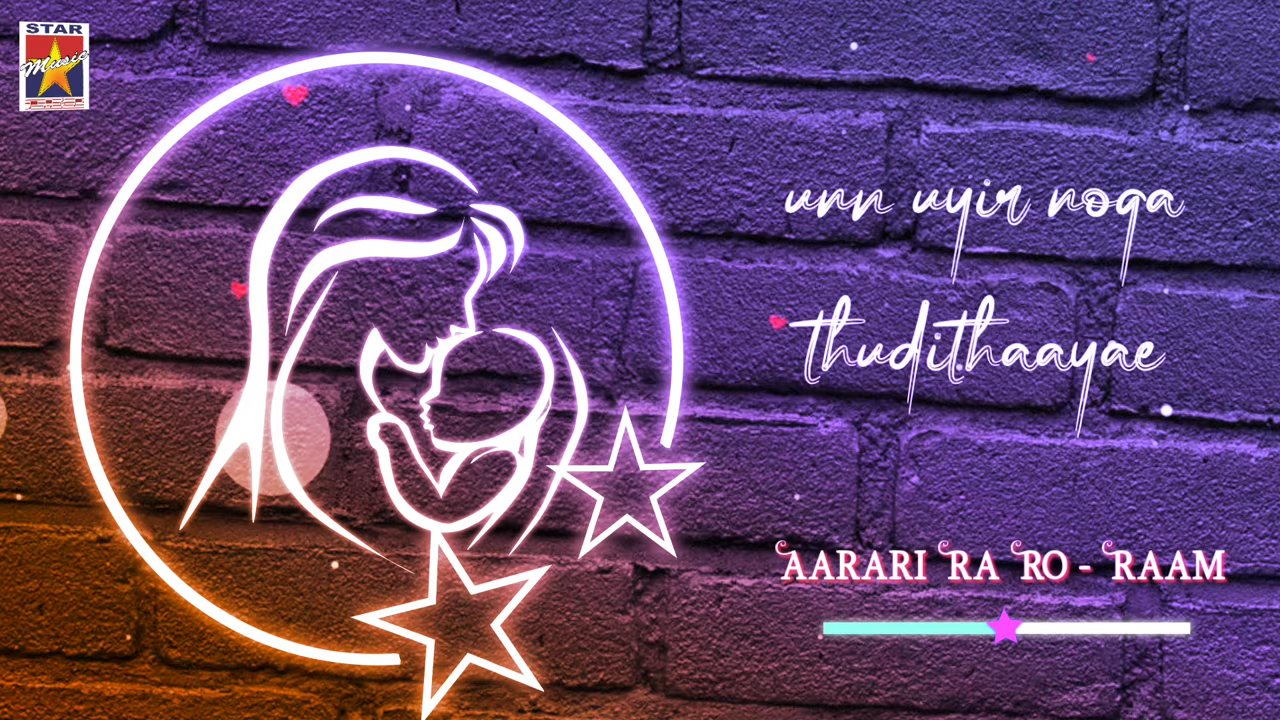 STAR
Music
unn uyir noga
thudithaayae
AARARI RA RO - RAAM